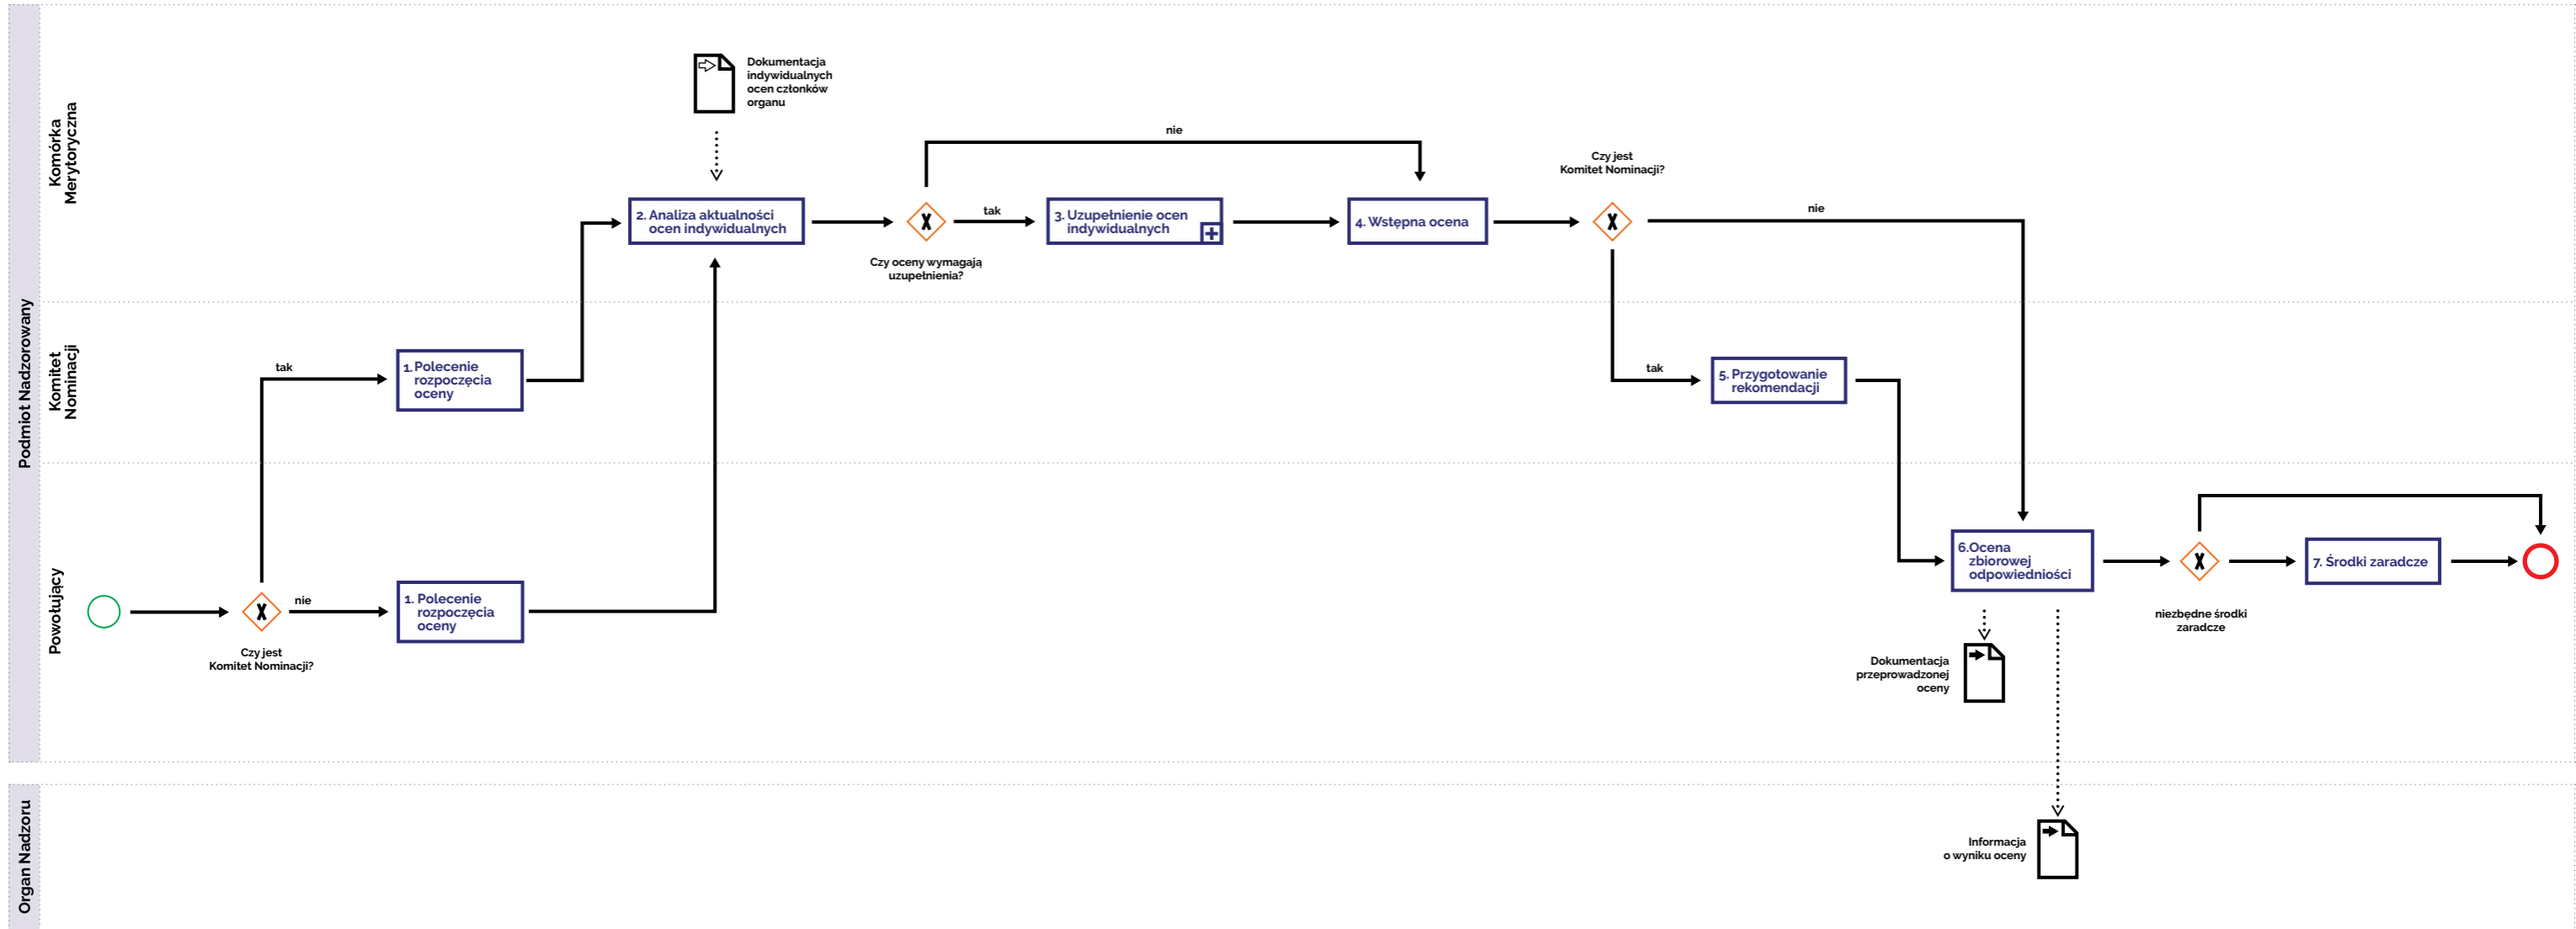 Podmiot Nadzorowany
Komórka
Merytoryczna
Dokumentacja
indywidualnych
ocen członków
organu
2. Analiza aktualności
ocen indywidualnych
Czy oceny wymagają
uzupełnienia?
nie
tak
3. Uzupełnienie ocen
indywidualnych
4. Wstępna ocena
Czy jest
Komitet Nominacji?
nie
Komitet
Nominacji
tak
1. Polecenie
rozpoczęcia
oceny
tak
5. Przygotowanie
rekomendacji
Powołujący
Czy jest
Komitet Nominacji?
nie
1. Polecenie
rozpoczęcia
oceny
6.Ocena
zbiorowej
odpowiedniości
niezbędne środki
zaradcze
7. Środki zaradcze
Dokumentacja
przeprowadzonej
oceny
Organ Nadzoru
Informacja
o wyniku oceny